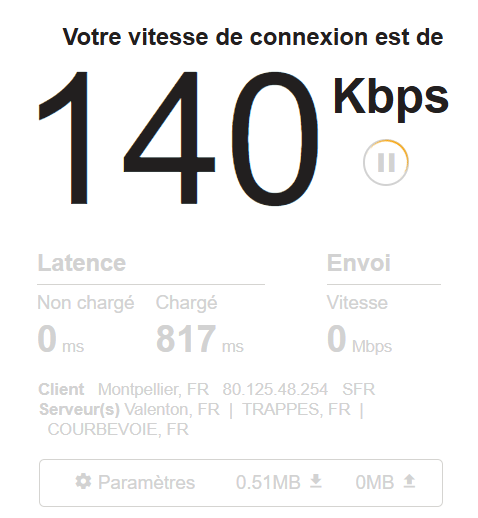 Votre vitesse de connexion est de
140 Kbps
Latence Envoi
Non chargé Chargé Vitesse
0 ms 817 ms 0 Mbps
Client Montpellier, FR 80.125.48.254 SFR
Serveur(s) Valenton, FR | TRAPPES, FR |
COURBEVOIE, FR
Paramètres 0.51MB 0MB